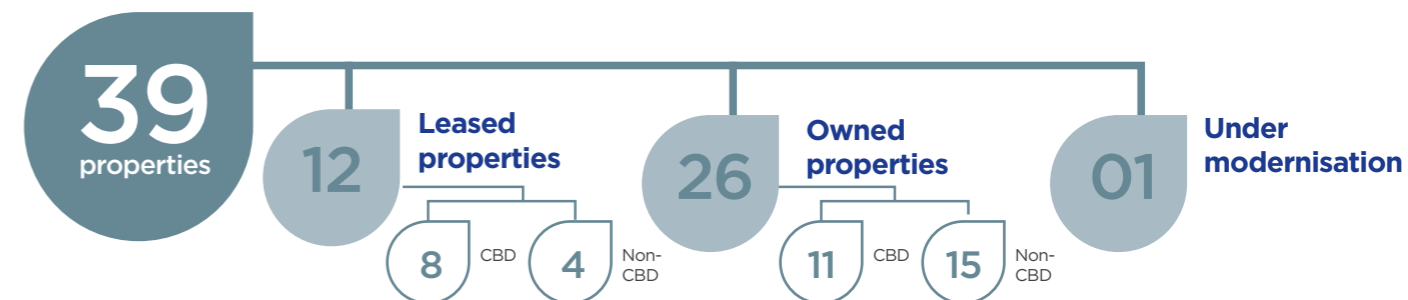 39
properties
12
Leased
properties
8
CBD
4
Non-
CBD
26
Owned
properties
11
CBD
15
Non-
CBD
01
Under
modernisation